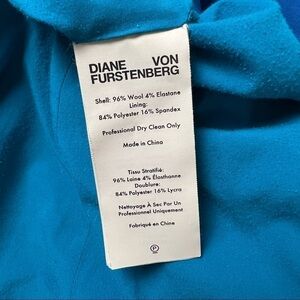 DIANE VON
FURSTENBERG
Shell: 96% Wool 4% Elastane
Lining:
84% Polyester 16% Spandex
Professional Dry Clean Only
Made in China
Tissu Stratifié:
96% Laine 4% Élasthanne
Doublure:
84% Polyester 16% Lycra
Nettoyage À Sec Par Un
Professionnel Uniquement
Fabriqué en Chine
P